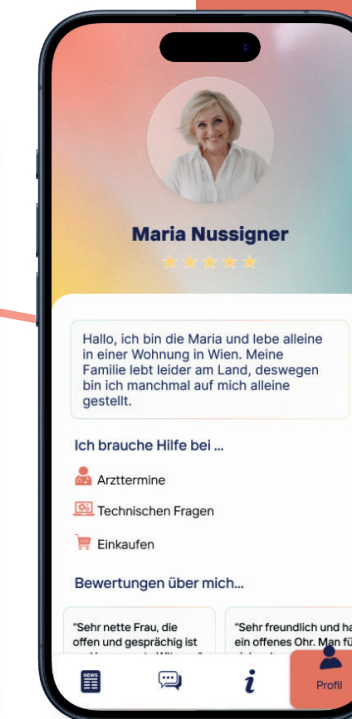 Maria Nussigner
Hallo, ich bin die Maria und lebe alleine
in einer Wohnung in Wien. Meine
Familie lebt leider am Land, deswegen
bin ich manchmal auf mich alleine
gestellt.
Ich brauche Hilfe bei ...
Arzttermine
Technischen Fragen
Einkaufen
Bewertungen über mich...
"Sehr nette Frau, die
offen und gesprächig ist
"Sehr freundlich und
ein offenes Ohr. Man
NEWS
i
Profil